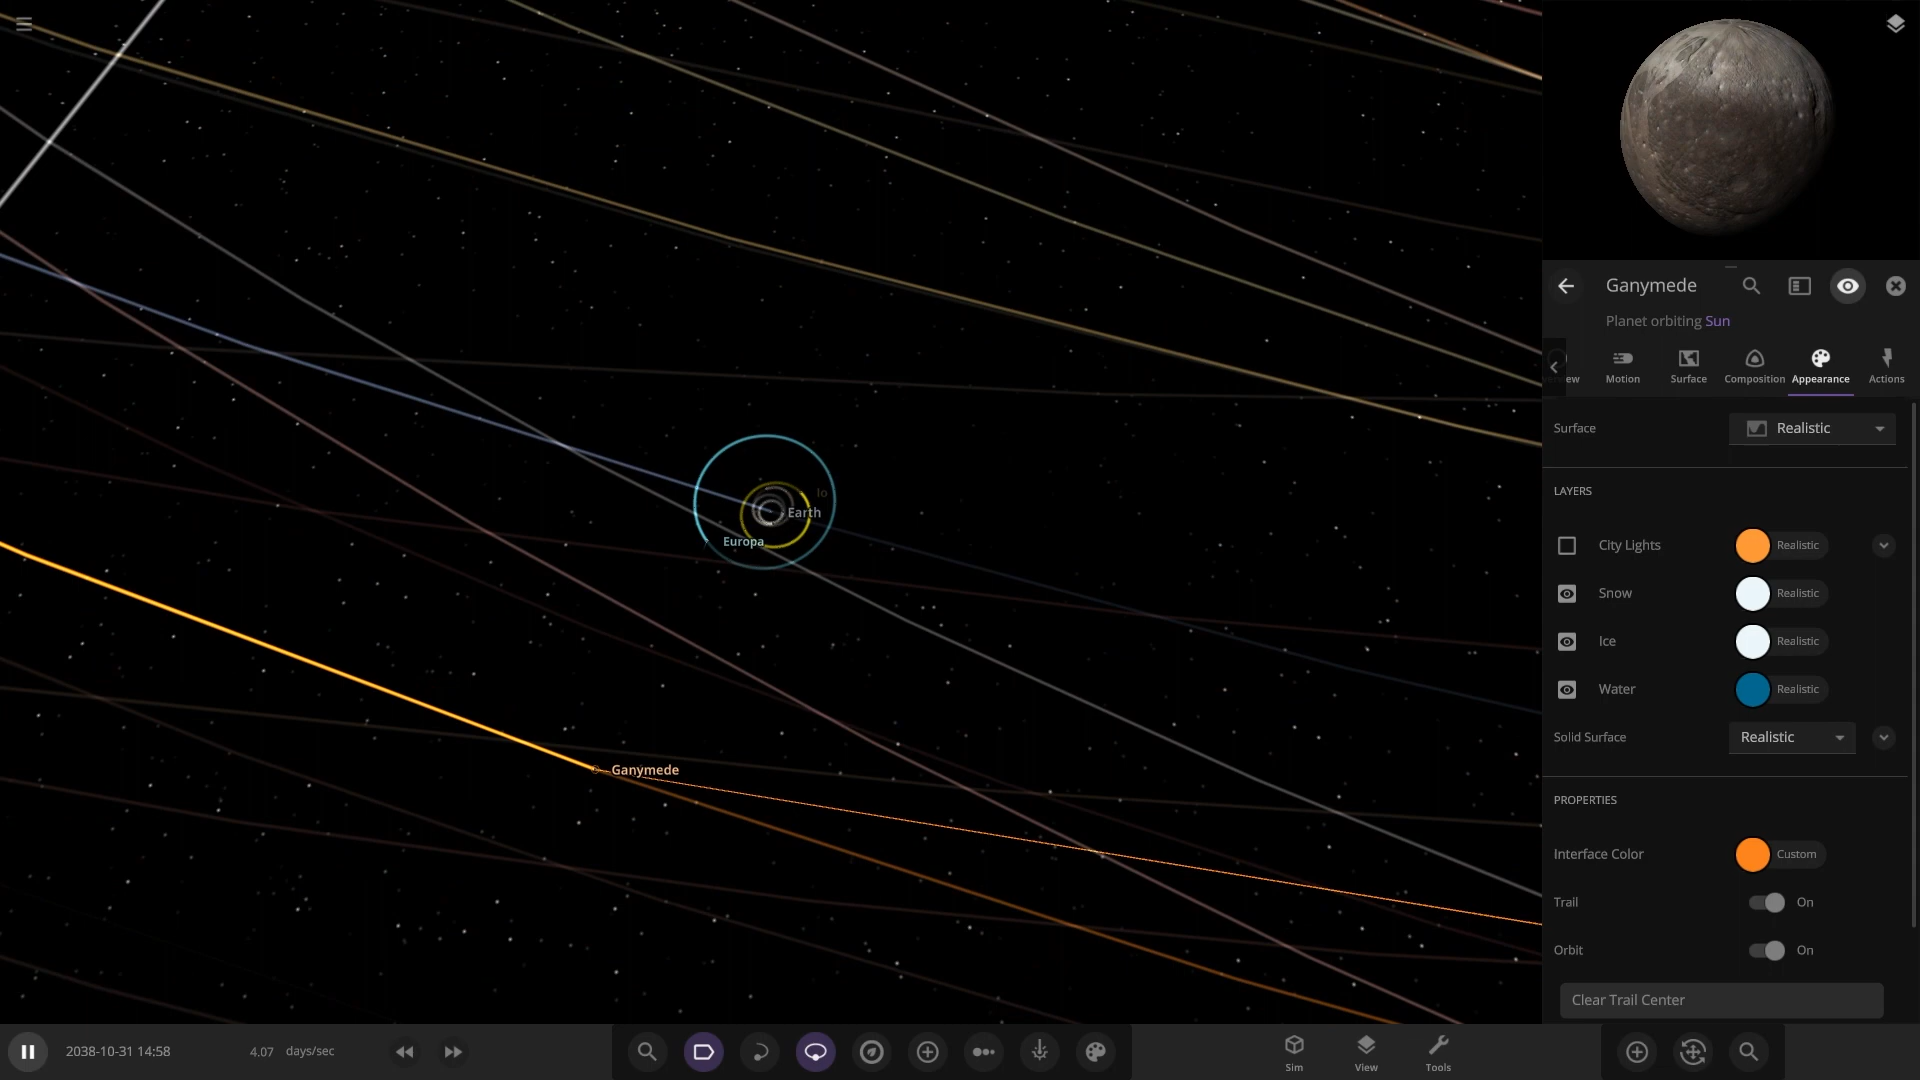 Io
Earth
Europa
Ganymede
Ganymede
Planet orbiting Sun
Motion
Surface
Composition
Appearance
Actions
Surface
Realistic
LAYERS
City Lights
Realistic
Snow
Realistic
Ice
Realistic
Water
Realistic
Solid Surface
Realistic
PROPERTIES
Interface Color
Custom
Trail
On
Orbit
On
Clear Trail Center
2038-10-31 14:58
4.07 days/sec
Sim
View
Tools